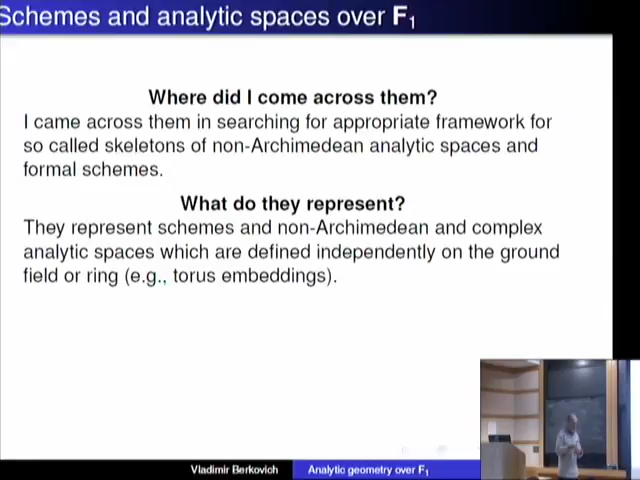 Schemes and analytic spaces over F₁
Where did I come across them?
I came across them in searching for appropriate framework for
so called skeletons of non-Archimedean analytic spaces and
formal schemes.
What do they represent?
They represent schemes and non-Archimedean and complex
analytic spaces which are defined independently on the ground
field or ring (e.g., torus embeddings).
Vladimir Berkovich
Analytic geometry over F₁